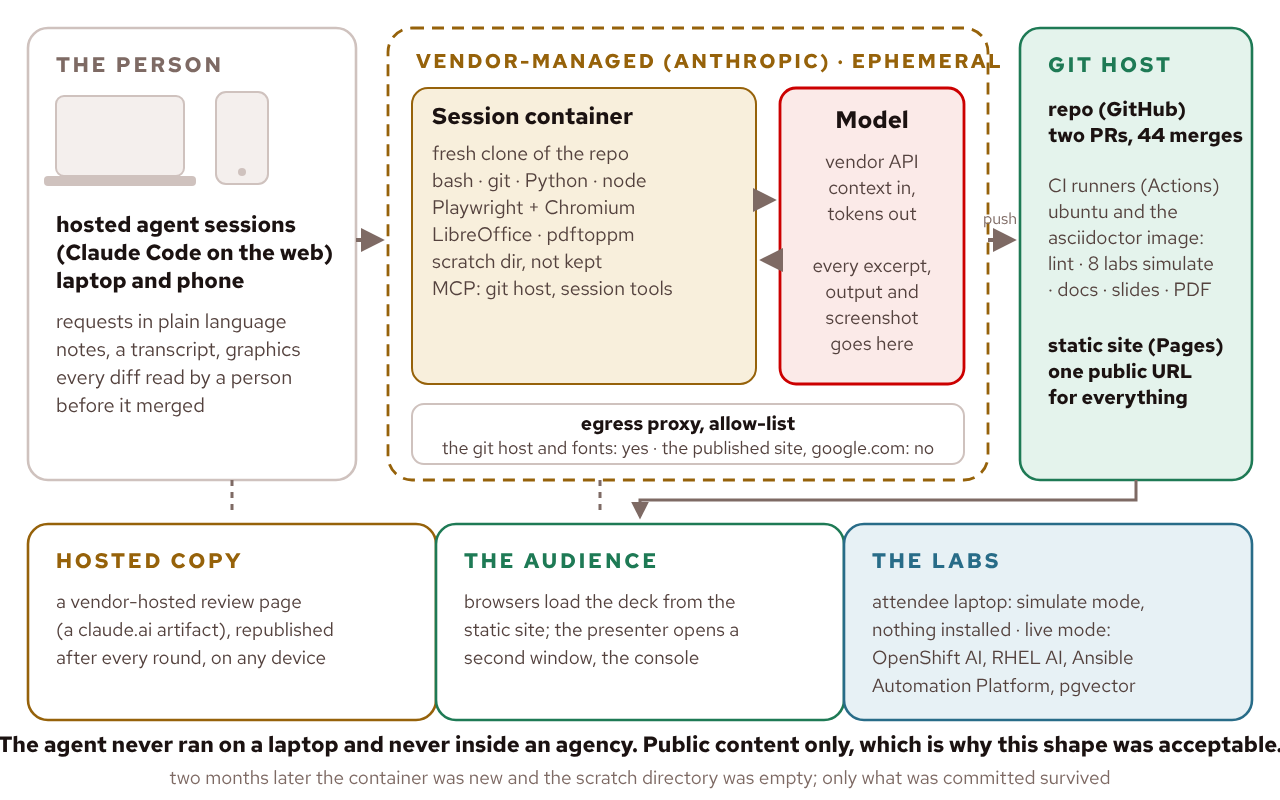 THE PERSON
hosted agent sessions
(Claude Code on the web)
laptop and phone
requests in plain language
notes, a transcript, graphics
every diff read by a person
before it merged
VENDOR-MANAGED (ANTHROPIC) · EPHEMERAL
Session container
fresh clone of the repo
bash · git · Python · node
Playwright + Chromium
LibreOffice · pdftoppm
scratch dir, not kept
MCP: git host, session tools
Model
vendor API
context in,
tokens out
every excerpt,
output and
screenshot
goes here
egress proxy, allow-list
the git host and fonts: yes · the published site, google.com: no
push
GIT HOST
repo (GitHub)
two PRs, 44 merges
CI runners (Actions)
ubuntu and the
asciidoctor image:
lint · 8 labs simulate
· docs · slides · PDF
static site (Pages)
one public URL
for everything
HOSTED COPY
a vendor-hosted review page
(a claude.ai artifact), republished
after every round, on any device
THE AUDIENCE
browsers load the deck from the
static site; the presenter opens a
second window, the console
THE LABS
attendee laptop: simulate mode,
nothing installed · live mode:
OpenShift AI, RHEL AI, Ansible
Automation Platform, pgvector
The agent never ran on a laptop and never inside an agency. Public content only, which is why this shape was acceptable.
two months later the container was new and the scratch directory was empty; only what was committed survived